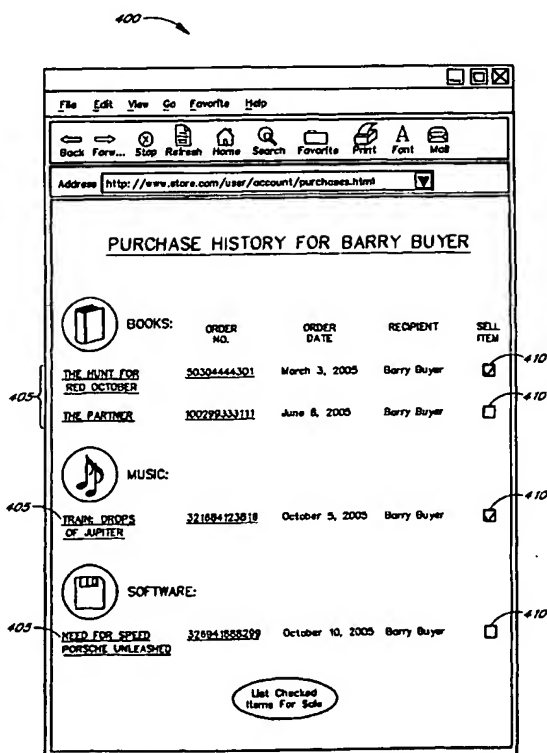 400
File Edit View Go Favorite Help
Back Forw... Stop Refresh Home Search Favorite Print Font Mail
A
Address http://www.store.com/user/account/purchases.html
PURCHASE HISTORY FOR BARRY BUYER
BOOKS: ORDER NO. ORDER DATE RECIPIENT SELL ITEM
405
THE HUNT FOR RED OCTOBER 50304444301 March 3, 2005 Barry Buyer 410
THE PARTNER 100299333111 June 6, 2005 Barry Buyer 410
MUSIC:
405
TRAIN: DROPS OF JUPITER October 5, 2005 Barry Buyer 410
SOFTWARE:
405
NEED FOR SPEED PORSCHE UNLEASHED October 10, 2005 Barry Buyer 410
List Checked
Items For Sale